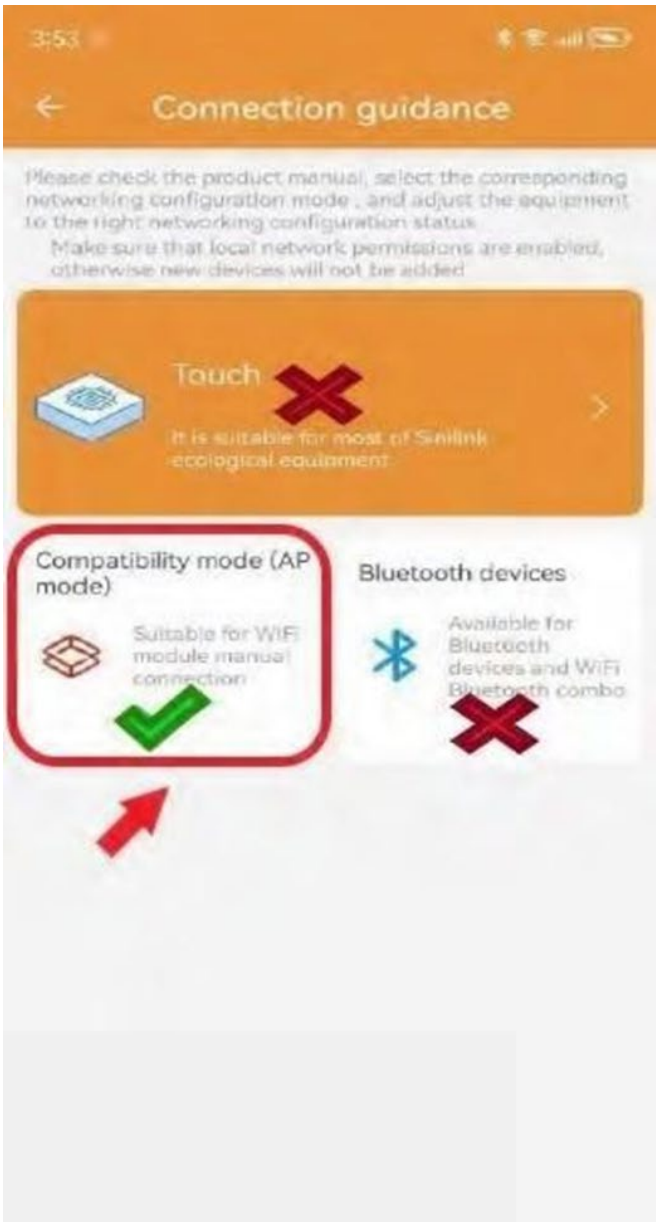 3:53
Connection guidance
Please check the product manual, select the corresponding
networking configuration mode , and adjust the equipment
to the right networking configuration status
Make sure that local network permissions are enabled,
otherwise new devices will not be added
Touch
It is suitable for most of Sinilink
ecological equipment
Compatibility mode (AP
mode)
Suitable for WiFi
module manual
connection
Bluetooth devices
Available for
Bluetooth
devices and WiFi
Bluetooth combo